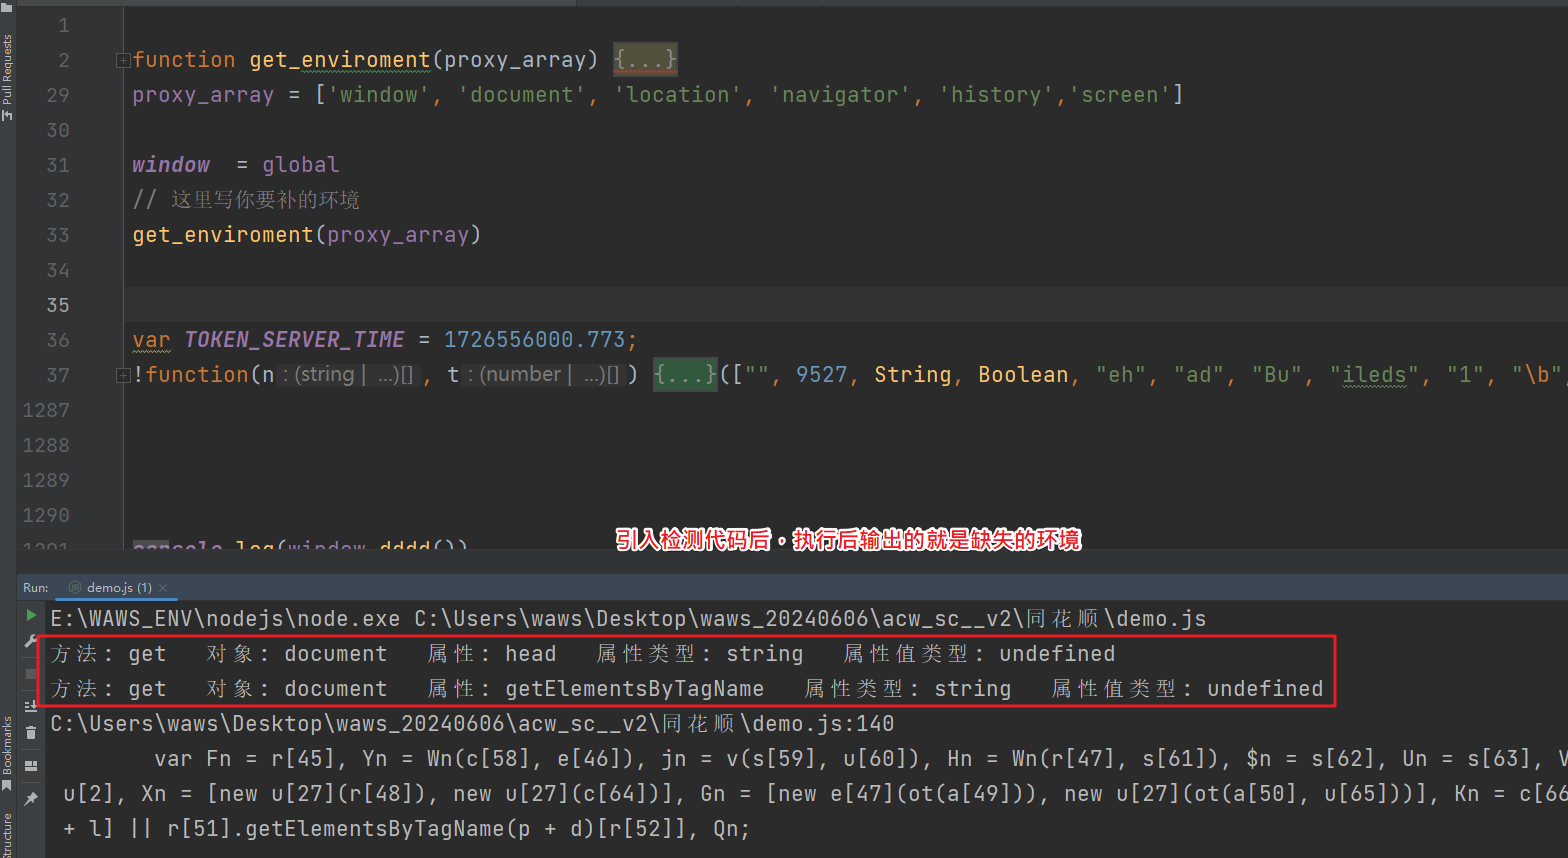 Pull Requests
1
2 function get_enviroment(proxy_array) {...}
29 proxy_array = ['window', 'document', 'location', 'navigator', 'history','screen']
30
31 window = global
32 // 这里写你要补的环境
33 get_enviroment(proxy_array)
34
35
36 var TOKEN_SERVER_TIME = 1726556000.773;
37 !function(n : (string | ...)[] , t : (number | ...)[] ) {...}(["", 9527, String, Boolean, "eh", "ad", "Bu", "ileds", "1", "\b",
1287
1288
1289
1290
1291 console.log(window.dddd())
引入检测代码后，执行后输出的就是缺失的环境
Run: demo.js (1)
E:\WAWS_ENV\nodejs\node.exe C:\Users\waws\Desktop\waws_20240606\acw_sc__v2\同花顺\demo.js
方法: get 对象: document 属性: head 属性类型: string 属性值类型: undefined
方法: get 对象: document 属性: getElementsByTagName 属性类型: string 属性值类型: undefined
C:\Users\waws\Desktop\waws_20240606\acw_sc__v2\同花顺\demo.js:140
var Fn = r[45], Yn = Wn(c[58], e[46]), jn = v(s[59], u[60]), Hn = Wn(r[47], s[61]), $n = s[62], Un = s[63], V
u[2], Xn = [new u[27](r[48]), new u[27](c[64])], Gn = [new e[47](ot(a[49])), new u[27](ot(a[50], u[65]))], Kn = c[66
+ l] || r[51].getElementsByTagName(p + d)[r[52]], Qn;
Bookmarks
Structure